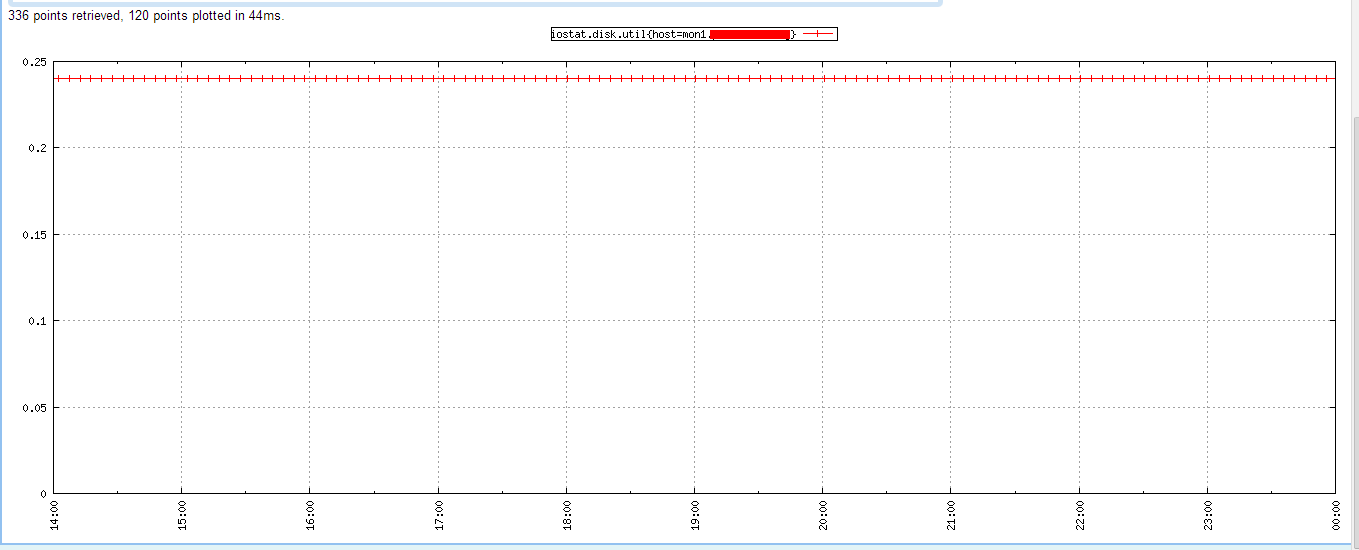 336 points retrieved, 120 points plotted in 44ms.
iostat.disk.util{host=mon1. }
0.25
0.2
0.15
0.1
0.05
0
14:00 15:00 16:00 17:00 18:00 19:00 20:00 21:00 22:00 23:00 00:00